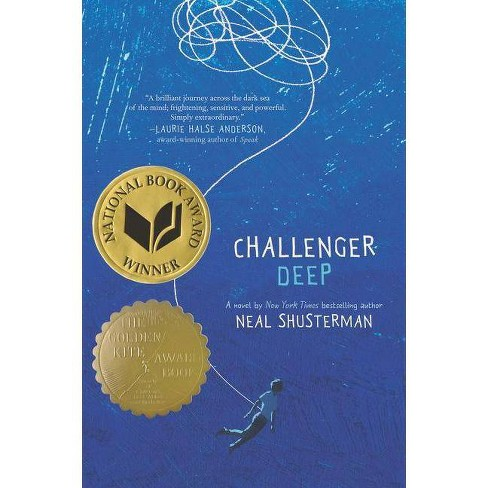 "A brilliant journey across the dark sea
of the mind; frightening, sensitive, and powerful.
Simply extraordinary."
—LAURIE HALSE ANDERSON,
award-winning author of Speak
NATIONAL BOOK AWARD
WINNER
CHALLENGER
DEEP
A novel by New York Times bestselling author
NEAL SHUSTERMAN
THE
GOLDEN
KITE
AWARD
BOOK